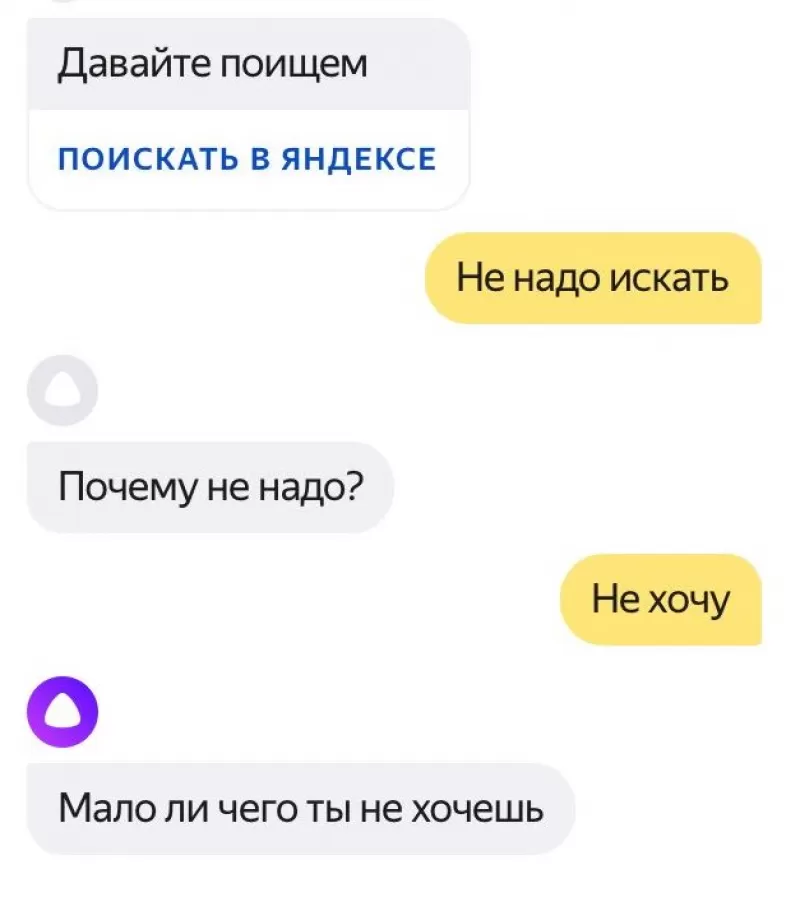 Давайте поищем
ПОИСКАТЬ В ЯНДЕКСЕ
Не надо искать
Почему не надо?
Не хочу
Мало ли чего ты не хочешь